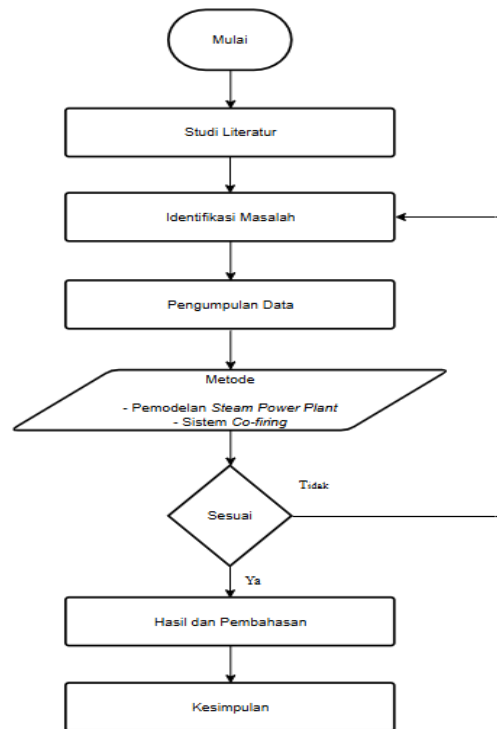 Mulai
Studi Literatur
Identifikasi Masalah
Pengumpulan Data
Metode
- Pemodelan Steam Power Plant
- Sistem Co-firing
Tidak
Sesuai
Ya
Hasil dan Pembahasan
Kesimpulan